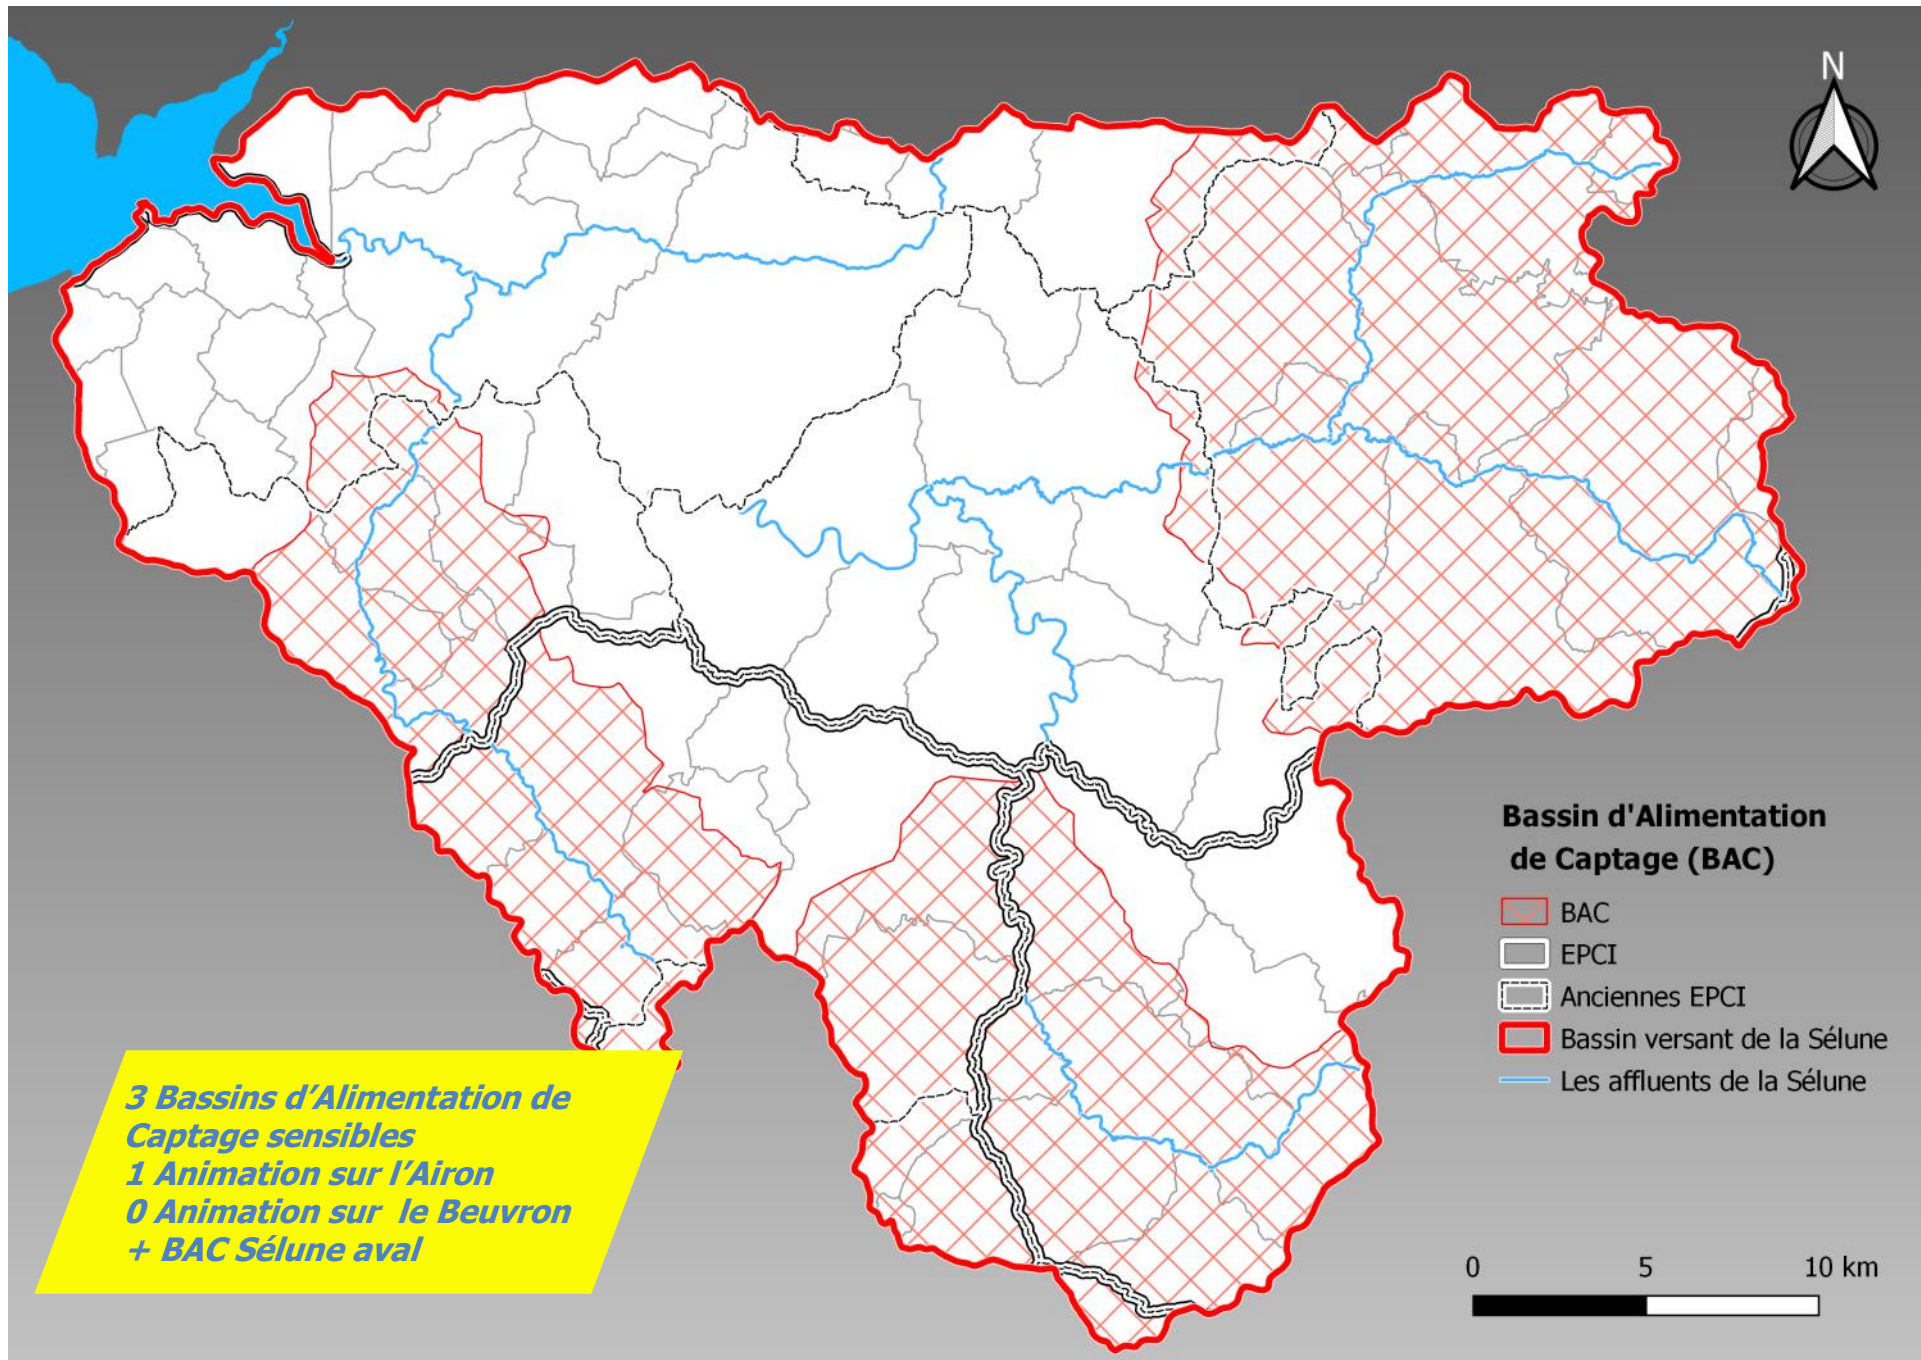 N
Bassin d'Alimentation
de Captage (BAC)
BAC
EPCI
Anciennes EPCI
Bassin versant de la Sélune
Les affluents de la Sélune
3 Bassins d’Alimentation de
Captage sensibles
1 Animation sur l’Airon
0 Animation sur le Beuvron
+ BAC Sélune aval
0 5 10 km